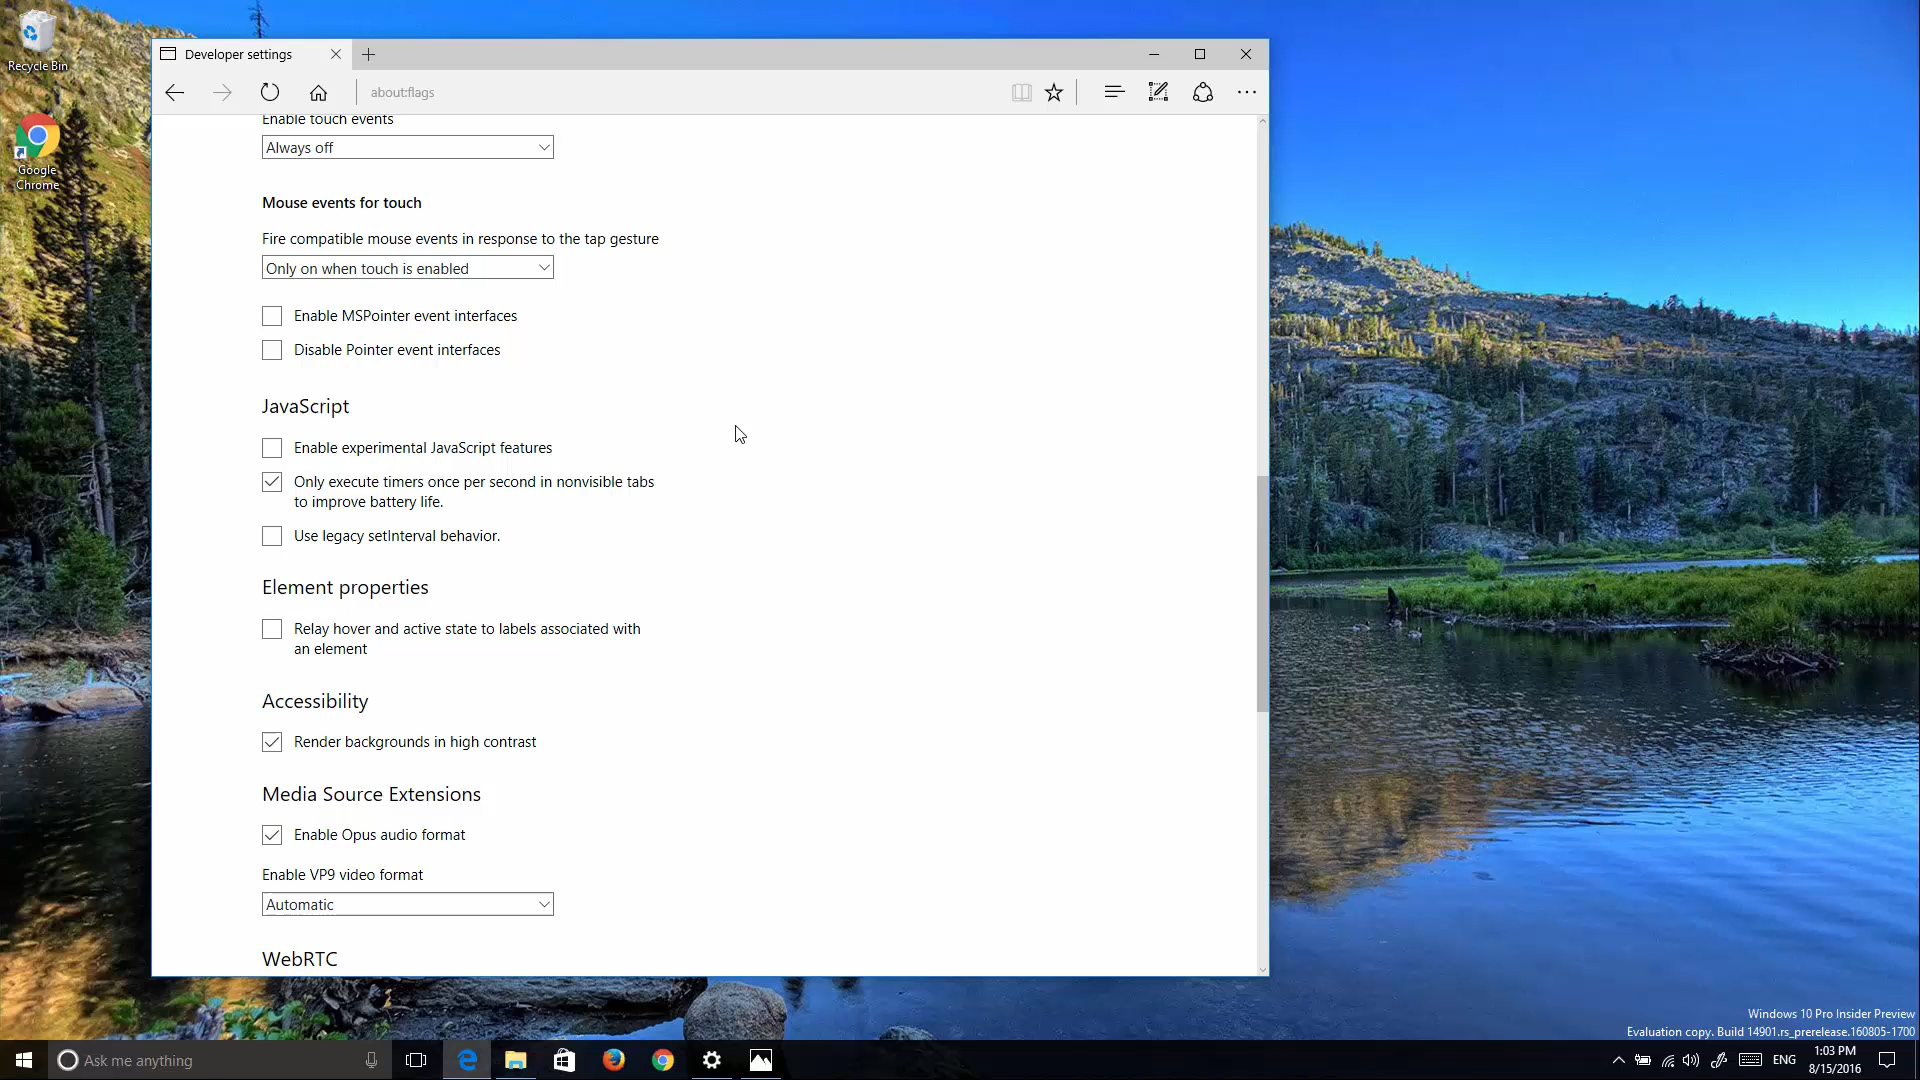 Recycle Bin
Google
Chrome
Developer settings
about:flags
Enable touch events
Always off
Mouse events for touch
Fire compatible mouse events in response to the tap gesture
Only on when touch is enabled
Enable MSPointer event interfaces
Disable Pointer event interfaces
JavaScript
Enable experimental JavaScript features
Only execute timers once per second in nonvisible tabs
to improve battery life.
Use legacy setInterval behavior.
Element properties
Relay hover and active state to labels associated with
an element
Accessibility
Render backgrounds in high contrast
Media Source Extensions
Enable Opus audio format
Enable VP9 video format
Automatic
WebRTC
Windows 10 Pro Insider Preview
Evaluation copy. Build 14901.rs_prerelease.160805-1700
Ask me anything
ENG
1:03 PM
8/15/2016